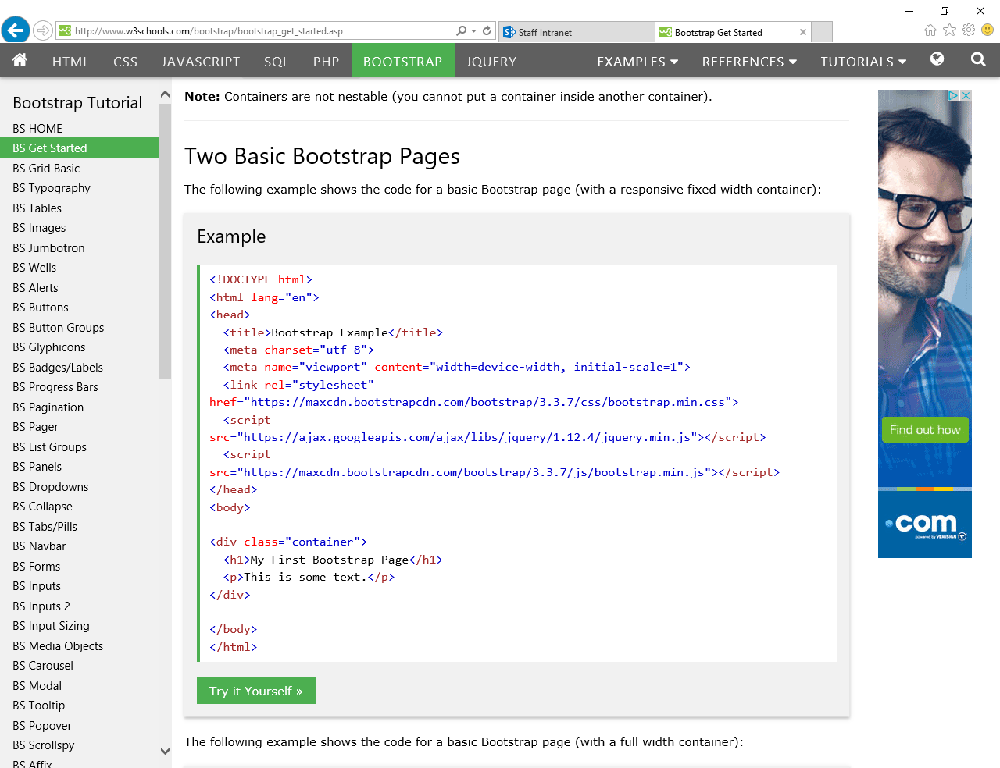 http://www.w3schools.com/bootstrap/bootstrap_get_started.asp
Staff Intranet
Bootstrap Get Started
HTML CSS JAVASCRIPT SQL PHP BOOTSTRAP JQUERY EXAMPLES REFERENCES TUTORIALS
Bootstrap Tutorial
BS HOME
BS Get Started
BS Grid Basic
BS Typography
BS Tables
BS Images
BS Jumbotron
BS Wells
BS Alerts
BS Buttons
BS Button Groups
BS Glyphicons
BS Badges/Labels
BS Progress Bars
BS Pagination
BS Pager
BS List Groups
BS Panels
BS Dropdowns
BS Collapse
BS Tabs/Pills
BS Navbar
BS Forms
BS Inputs
BS Inputs 2
BS Input Sizing
BS Media Objects
BS Carousel
BS Modal
BS Tooltip
BS Popover
BS Scrollspy
BS Affix
Note: Containers are not nestable (you cannot put a container inside another container).
Two Basic Bootstrap Pages
The following example shows the code for a basic Bootstrap page (with a responsive fixed width container):
Example
<!DOCTYPE html>
<html lang="en">
<head>
  <title>Bootstrap Example</title>
  <meta charset="utf-8">
  <meta name="viewport" content="width=device-width, initial-scale=1">
  <link rel="stylesheet"
href="https://maxcdn.bootstrapcdn.com/bootstrap/3.3.7/css/bootstrap.min.css">
  <script
src="https://ajax.googleapis.com/ajax/libs/jquery/1.12.4/jquery.min.js"></script>
  <script
src="https://maxcdn.bootstrapcdn.com/bootstrap/3.3.7/js/bootstrap.min.js"></script>
</head>
<body>
<div class="container">
  <h1>My First Bootstrap Page</h1>
  <p>This is some text.</p>
</div>
</body>
</html>
Try it Yourself »
The following example shows the code for a basic Bootstrap page (with a full width container):
Find out how
.com
powered by VERISIGN